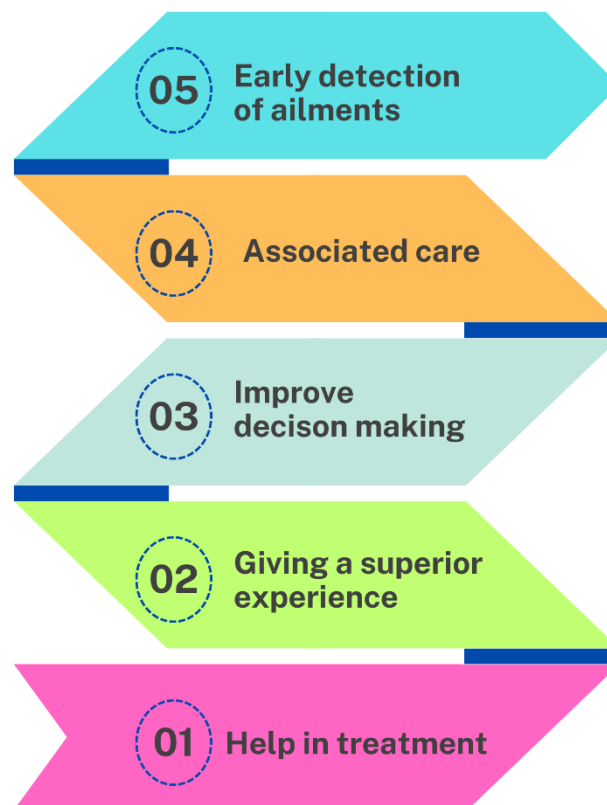 05
Early detection
of ailments
04
Associated care
03
Improve
decison making
02
Giving a superior
experience
01
Help in treatment